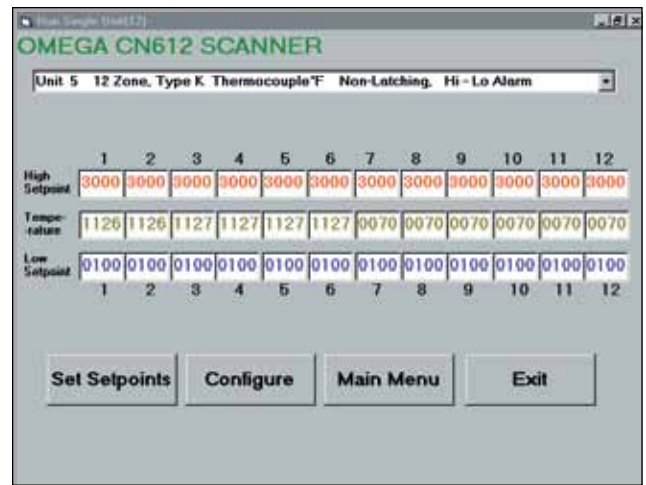 Run Single Unit(12)
OMEGA CN612 SCANNER
Unit 5 12 Zone, Type K Thermocouple°F Non-Latching, Hi - Lo Alarm
1 2 3 4 5 6 7 8 9 10 11 12
High
Setpoint 3000 3000 3000 3000 3000 3000 3000 3000 3000 3000 3000 3000
Tempe-
-rature 1126 1126 1127 1127 1127 1127 0070 0070 0070 0070 0070 0070
Low
Setpoint 0100 0100 0100 0100 0100 0100 0100 0100 0100 0100 0100 0100
1 2 3 4 5 6 7 8 9 10 11 12
Set Setpoints Configure Main Menu Exit